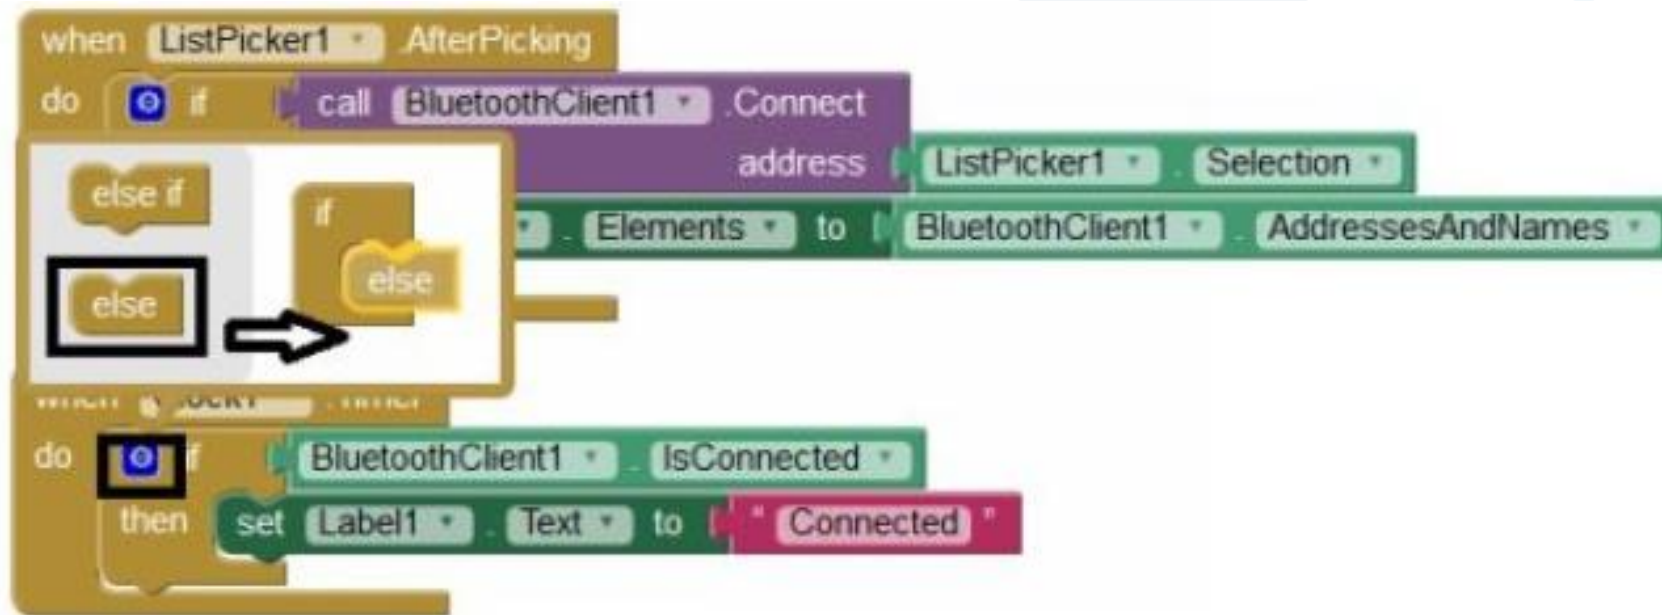 when ListPicker1 .AfterPicking
do if call BluetoothClient1 .Connect
address ListPicker1 . Selection
else if
if
. Elements to BluetoothClient1 . AddressesAndNames
else
else
when
do if BluetoothClient1 . IsConnected
then set Label1 . Text to " Connected "